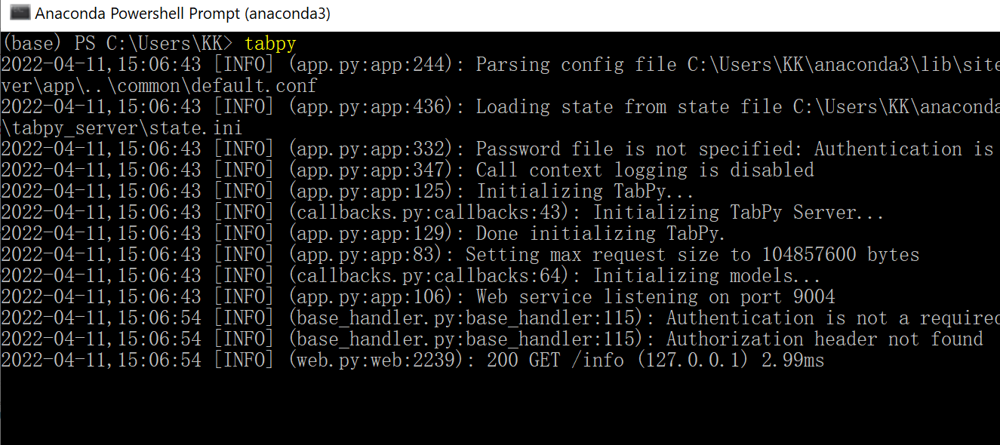 Anaconda Powershell Prompt (anaconda3)
(base) PS C:\Users\KK> tabpy
2022-04-11,15:06:43 [INFO] (app.py:app:244): Parsing config file C:\Users\KK\anaconda3\lib\site
ver\app\..\common\default.conf
2022-04-11,15:06:43 [INFO] (app.py:app:436): Loading state from state file C:\Users\KK\anaconda
\tabpy_server\state.ini
2022-04-11,15:06:43 [INFO] (app.py:app:332): Password file is not specified: Authentication is
2022-04-11,15:06:43 [INFO] (app.py:app:347): Call context logging is disabled
2022-04-11,15:06:43 [INFO] (app.py:app:125): Initializing TabPy...
2022-04-11,15:06:43 [INFO] (callbacks.py:callbacks:43): Initializing TabPy Server...
2022-04-11,15:06:43 [INFO] (app.py:app:129): Done initializing TabPy.
2022-04-11,15:06:43 [INFO] (app.py:app:83): Setting max request size to 104857600 bytes
2022-04-11,15:06:43 [INFO] (callbacks.py:callbacks:64): Initializing models...
2022-04-11,15:06:43 [INFO] (app.py:app:106): Web service listening on port 9004
2022-04-11,15:06:54 [INFO] (base_handler.py:base_handler:115): Authentication is not a required
2022-04-11,15:06:54 [INFO] (base_handler.py:base_handler:115): Authorization header not found
2022-04-11,15:06:54 [INFO] (web.py:web:2239): 200 GET /info (127.0.0.1) 2.99ms